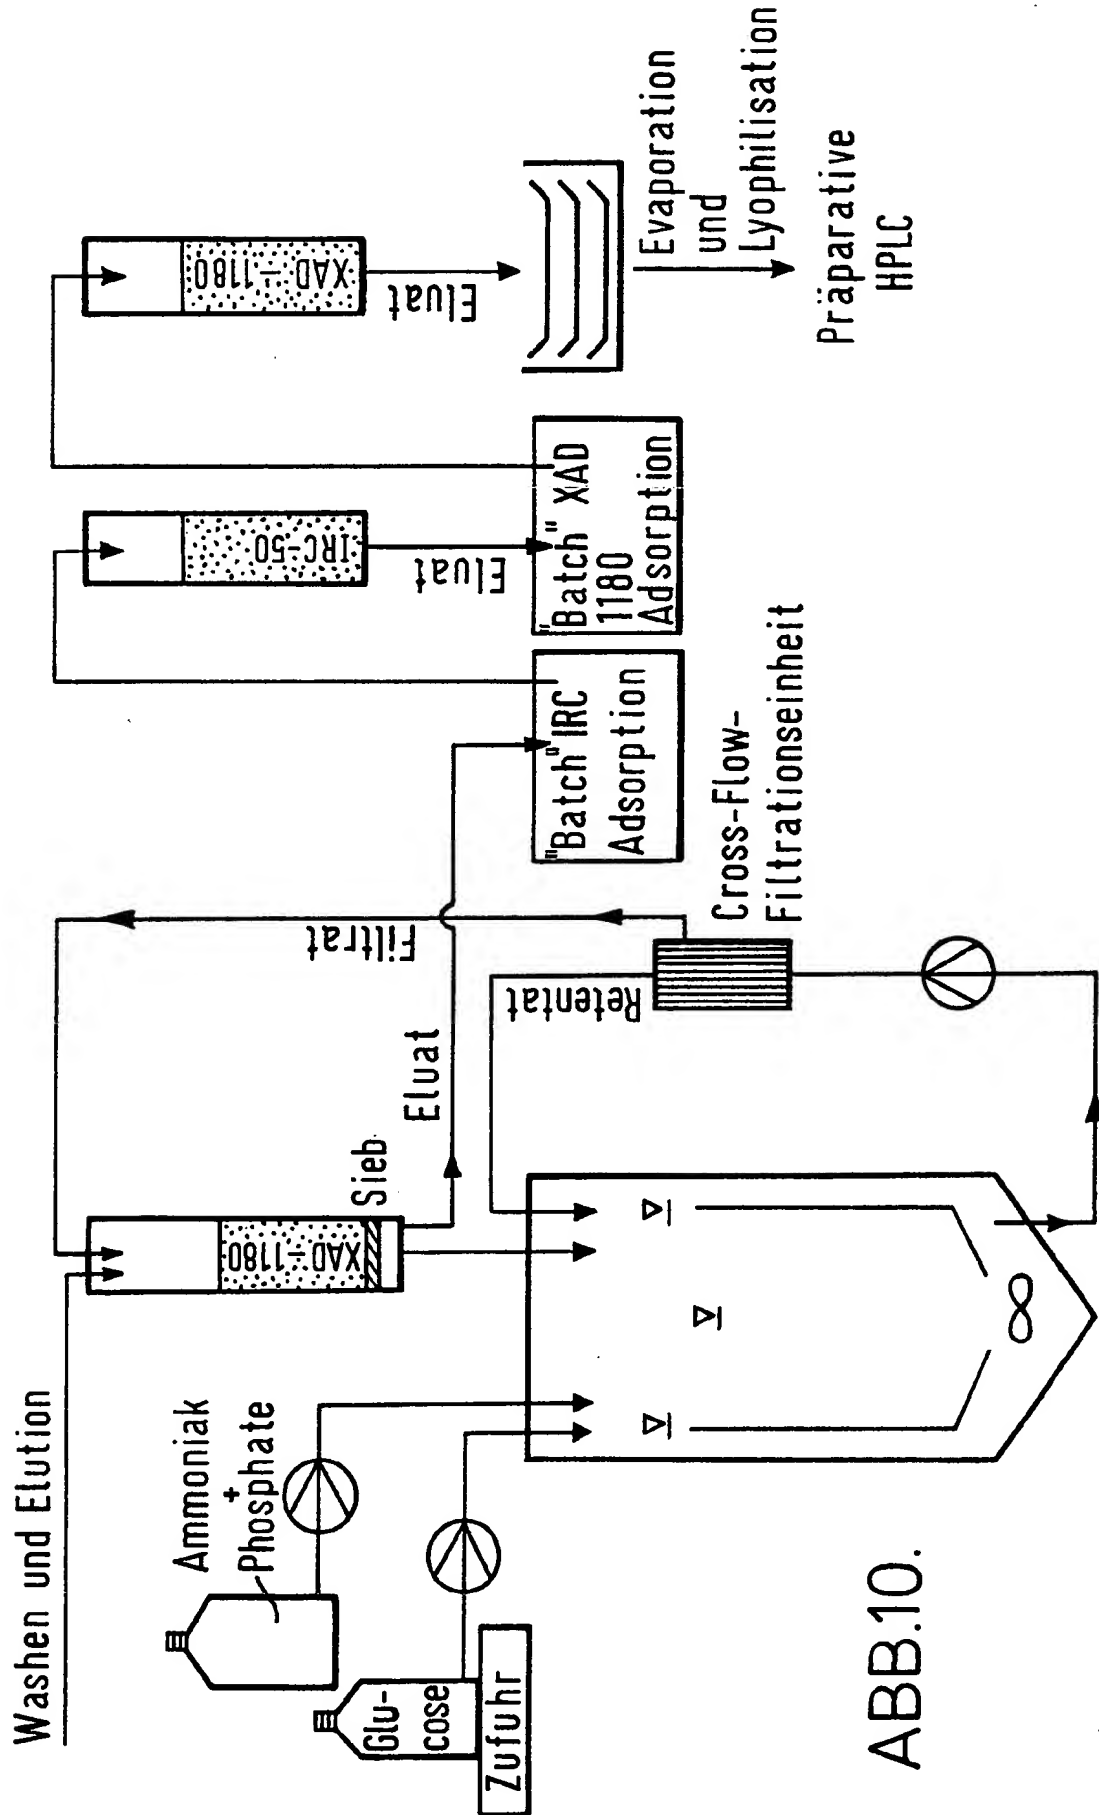 Washen und Elution
Ammoniak
+
Phosphate
Glu-
cose
Zufuhr
XAD-1180
Sieb
Eluat
Filtrat
Retentat
Cross-Flow-
Filtrationseinheit
"Batch" IRC
Adsorption
IRC-50
Eluat
"Batch" XAD
1180
Adsorption
XAD-1180
Eluat
Evaporation
und
Lyophilisation
Präparative
HPLC
ABB.10.